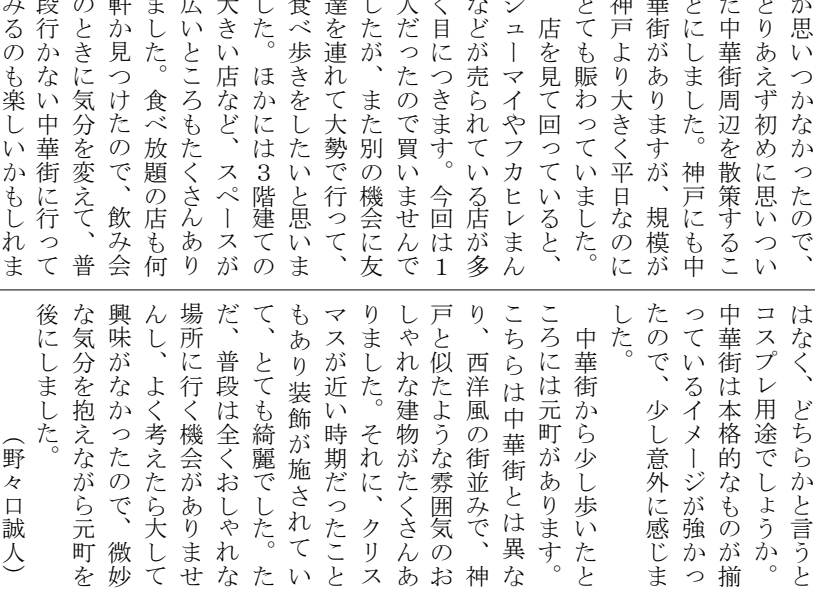 か思いつかなかったので、
とりあえず初めに思いつい
た中華街周辺を散策するこ
とにしました。神戸にも中
華街がありますが、規模が
神戸より大きく平日なのに
とても賑わっていました。
　店を見て回っていると、
シューマイやフカヒレまん
などが売られている店が多
く目につきます。今回は１
人だったので買いませんで
したが、また別の機会に友
達を連れて大勢で行って、
食べ歩きをしたいと思いま
した。ほかには３階建ての
大きい店など、スペースが
広いところもたくさんあり
ました。食べ放題の店も何
軒か見つけたので、飲み会
のときに気分を変えて、普
段行かない中華街に行って
みるのも楽しいかもしれま
はなく、どちらかと言うと
コスプレ用途でしょうか。
中華街は本格的なものが揃
っているイメージが強かっ
たので、少し意外に感じま
した。
　中華街から少し歩いたと
ころには元町があります。
こちらは中華街とは異な
り、西洋風の街並みで、神
戸と似たような雰囲気のお
しゃれな建物がたくさんあ
りました。それに、クリス
マスが近い時期だったこと
もあり装飾が施されてい
て、とても綺麗でした。た
だ、普段は全くおしゃれな
場所に行く機会がありませ
んし、よく考えたら大して
興味がなかったので、微妙
な気分を抱えながら元町を
後にしました。
（野々口誠人）